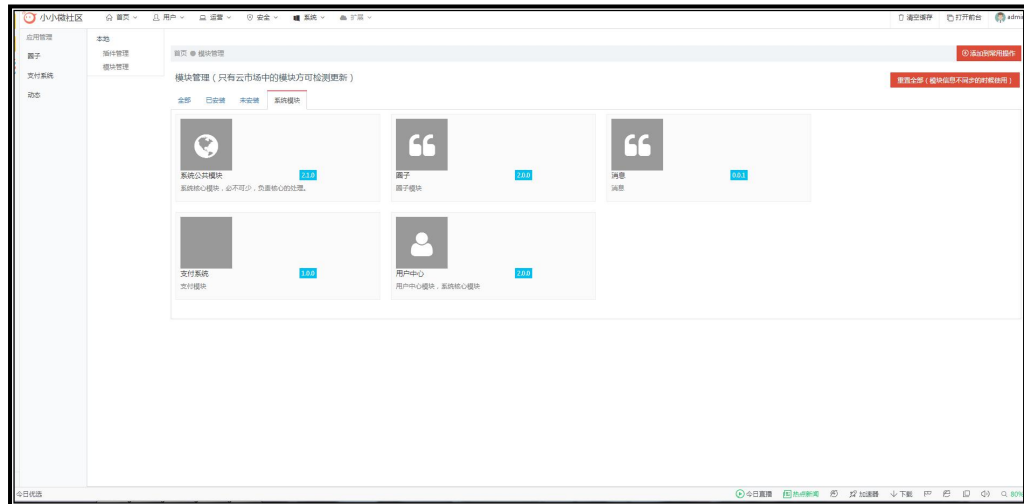 小小微社区
首页
用户
运营
安全
系统
扩展
清空缓存
打开前台
admin
应用管理
圈子
支付系统
动态
本地
插件管理
模块管理
首页 模块管理
添加到常用操作
模块管理（只有云市场中的模块方可检测更新）
重置全部（模块信息不同步的时候使用）
全部 已安装 未安装 系统模块
系统公共模块 2.1.0
系统核心模块，必不可少，负责核心的处理。
圈子 2.0.0
圈子模块
消息 0.0.1
消息
支付系统 1.0.0
支付模块
用户中心 2.0.0
用户中心模块，系统核心模块
今日优选
今日直播 热点新闻 加速器 下载 80%